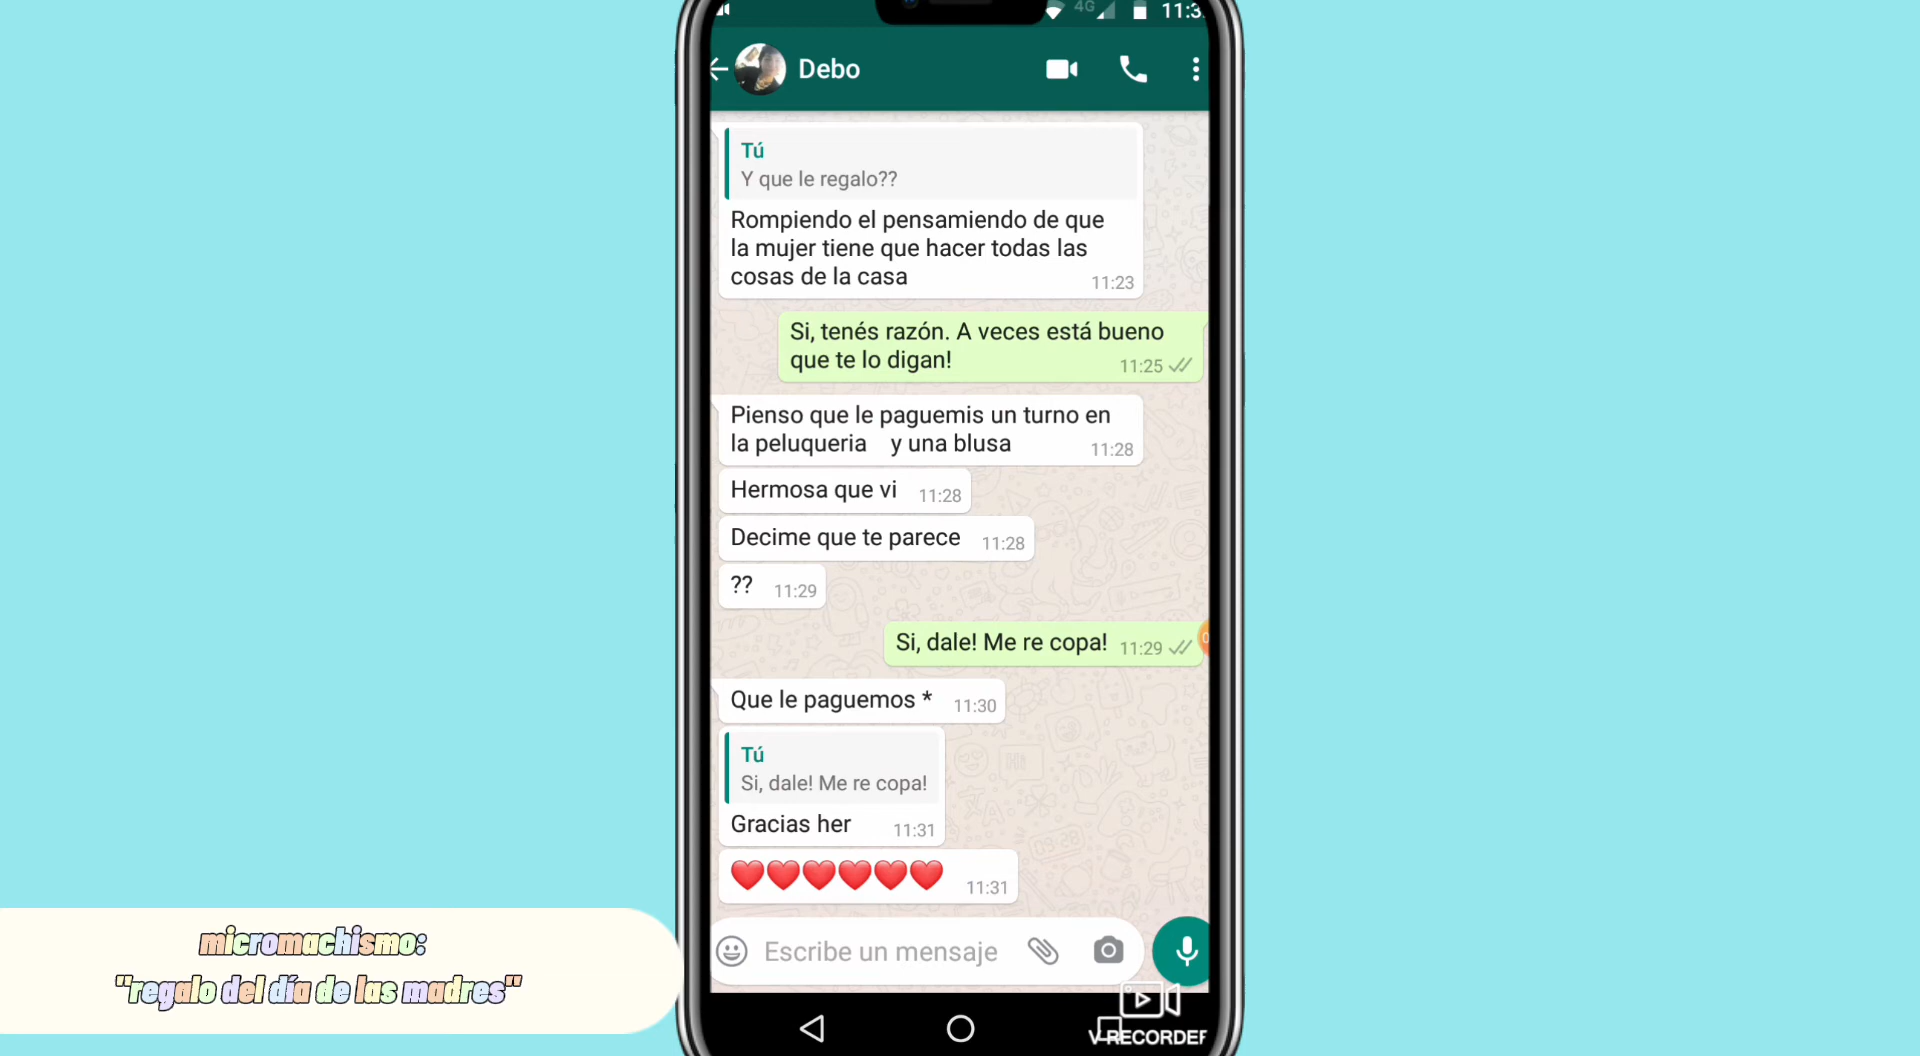 4G
Debo
Tú
Y que le regalo??
Rompiendo el pensamiendo de que
la mujer tiene que hacer todas las
cosas de la casa
11:23
Si, tenés razón. A veces está bueno
que te lo digan!
11:25
Pienso que le paguemis un turno en
la peluqueria y una blusa
11:28
Hermosa que vi 11:28
Decime que te parece 11:28
?? 11:29
Si, dale! Me re copa! 11:29
Que le paguemos * 11:30
Tú
Si, dale! Me re copa!
Gracias her 11:31
❤️❤️❤️❤️❤️❤️ 11:31
Escribe un mensaje
micromachismo:
"regalo del día de las madres"